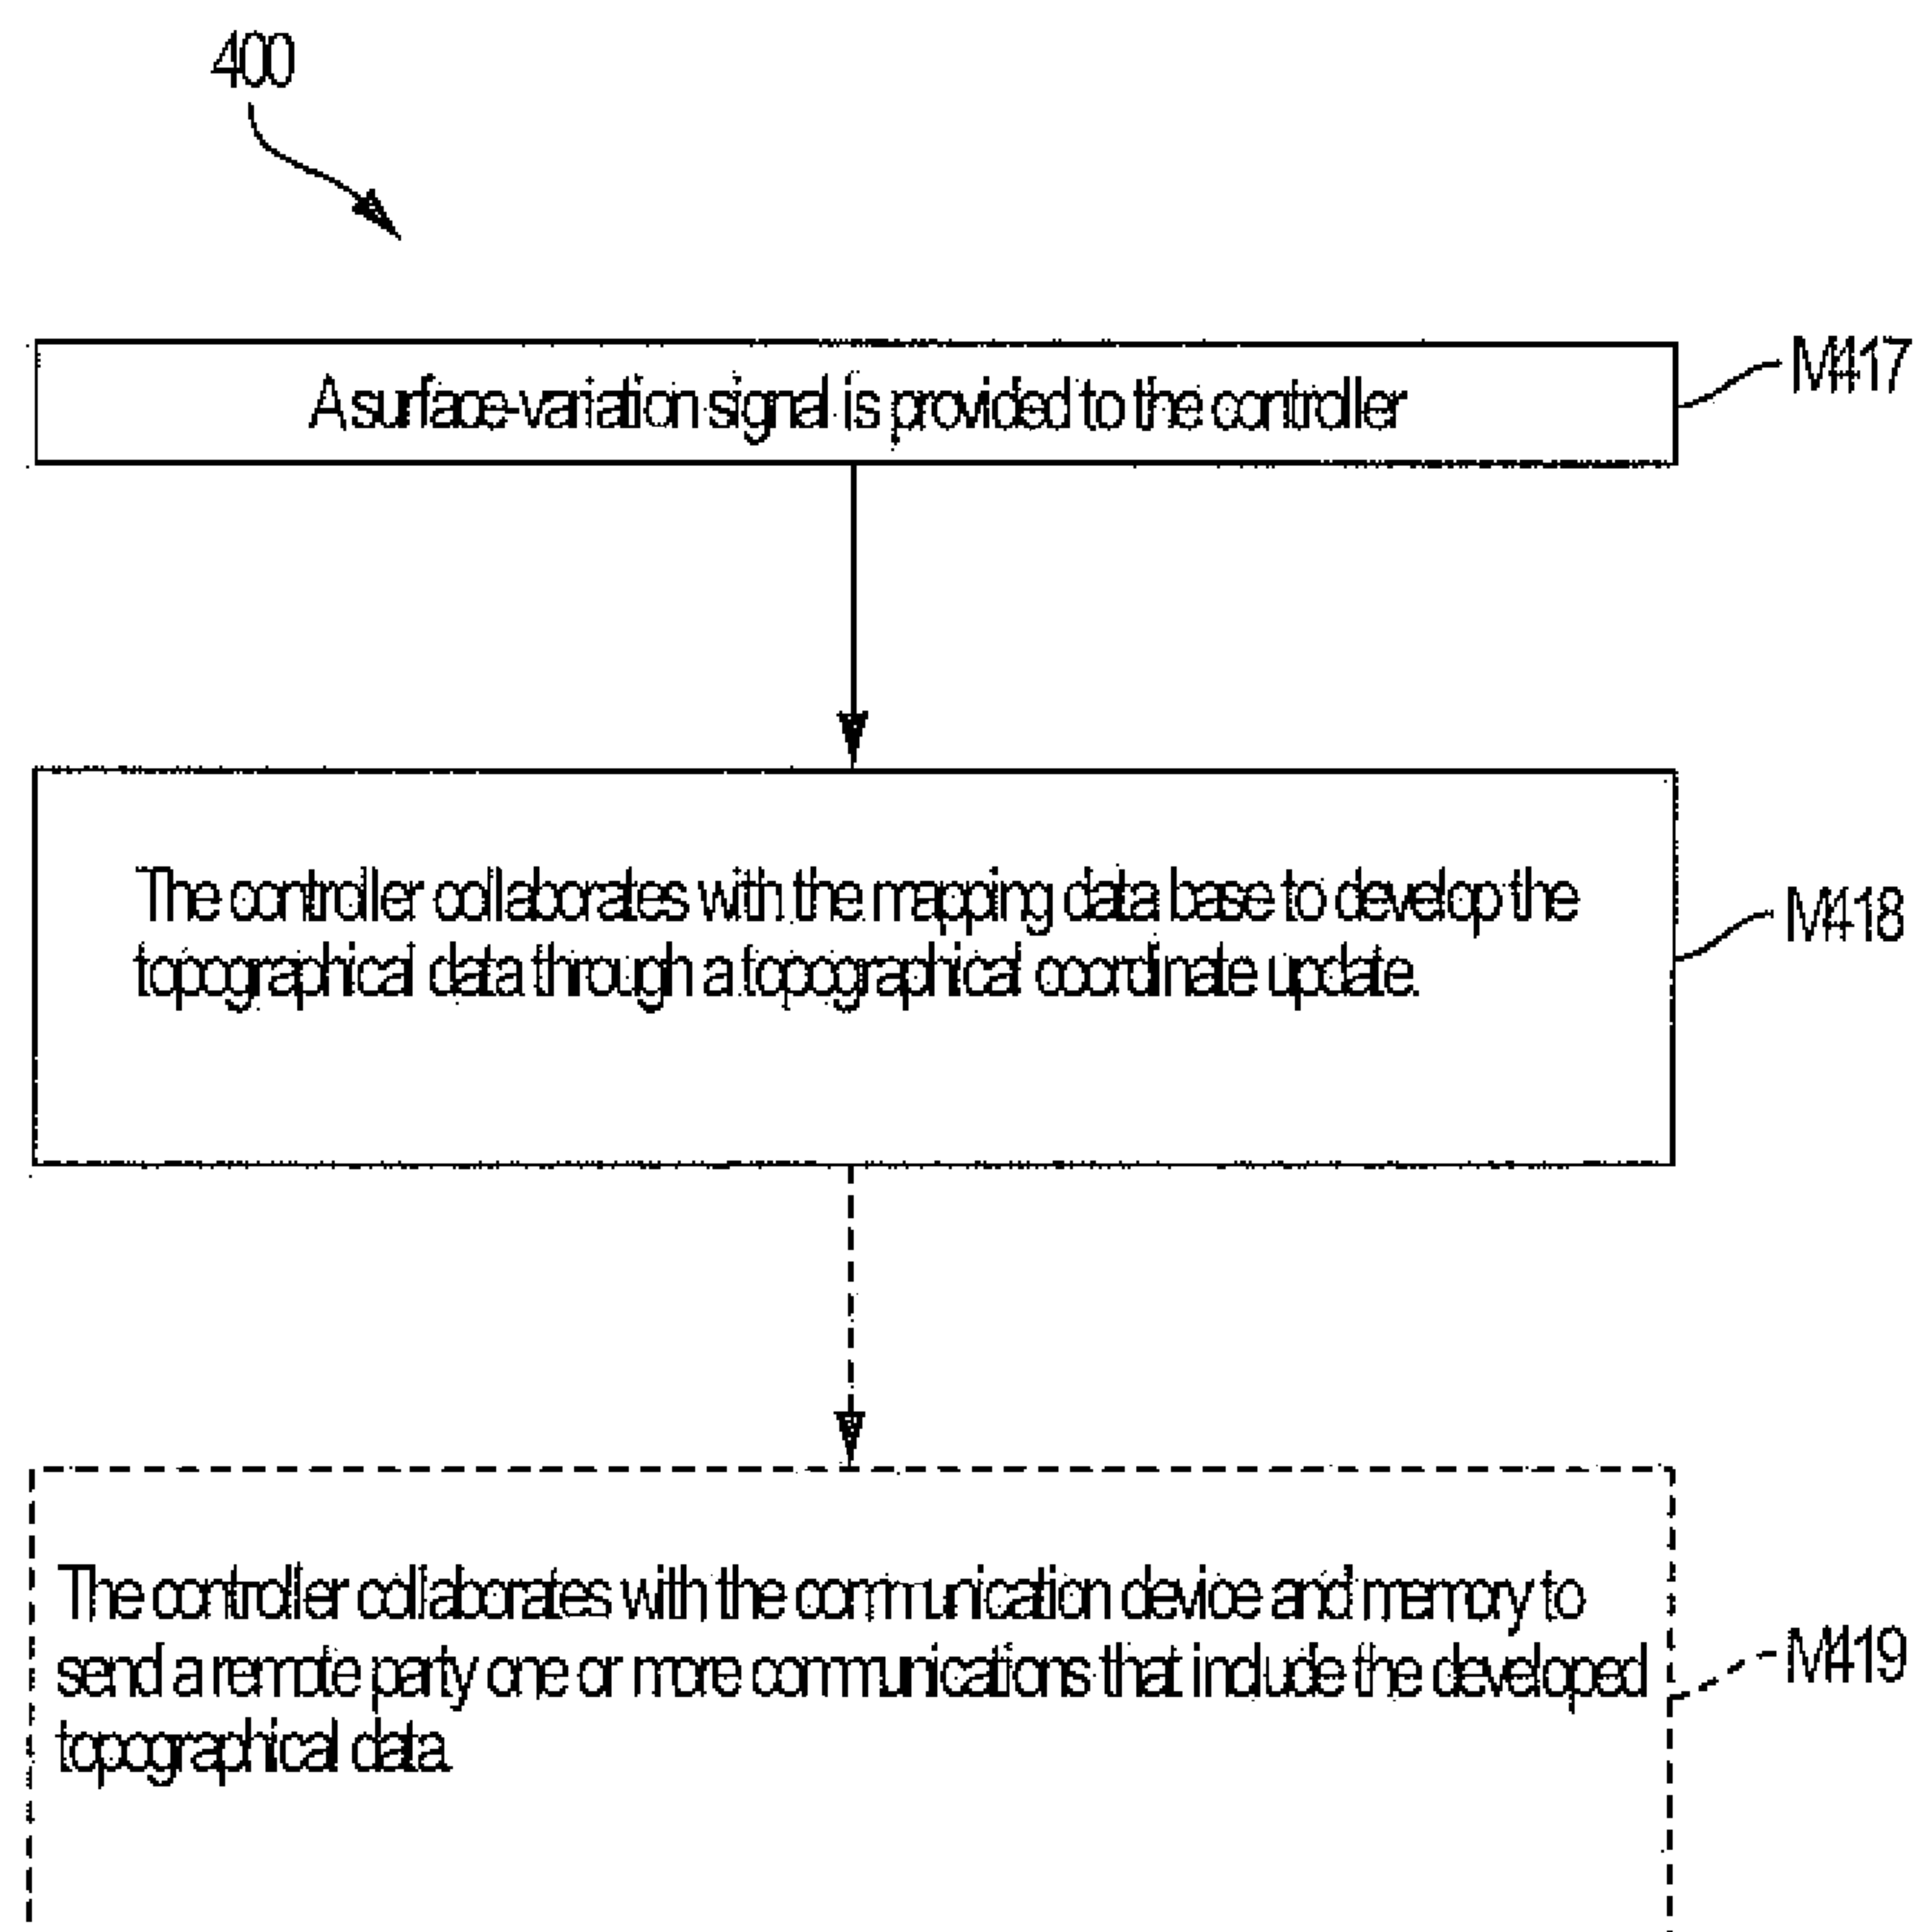 400
A surface-variation signal is provided to the controller
M417
The controller collaborates with the mapping data base to develop the
topographical data through a topographical coordinate update.
M418
The controller collaborates with the communication device and memory to
send a remote party one or more communications that include the developed
topographical data.
M419